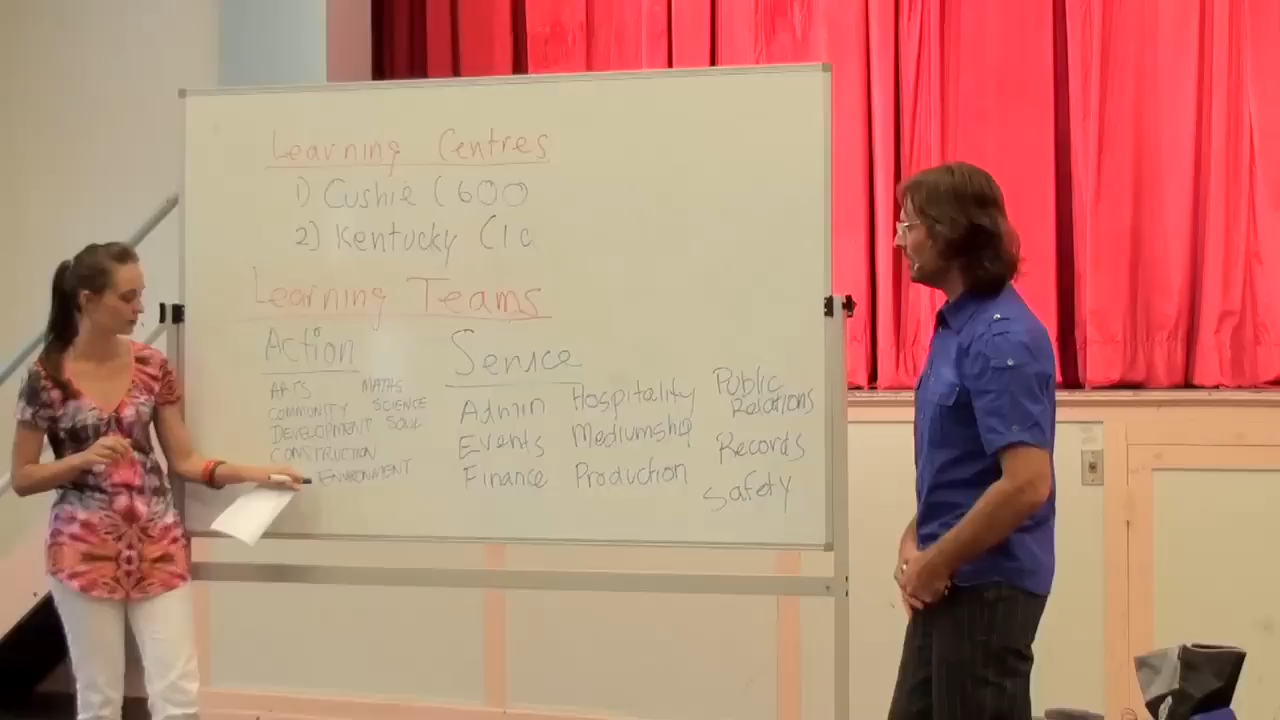 Learning Centres
1) Cushie (600
2) Kentucky (10
Learning Teams
Action
ARTS MATHS
COMMUNITY SCIENCE
DEVELOPMENT SOUL
CONSTRUCTION
ENVIRONMENT
Service
Admin Hospitality Public Relations
Events Mediumship Records
Finance Production Safety